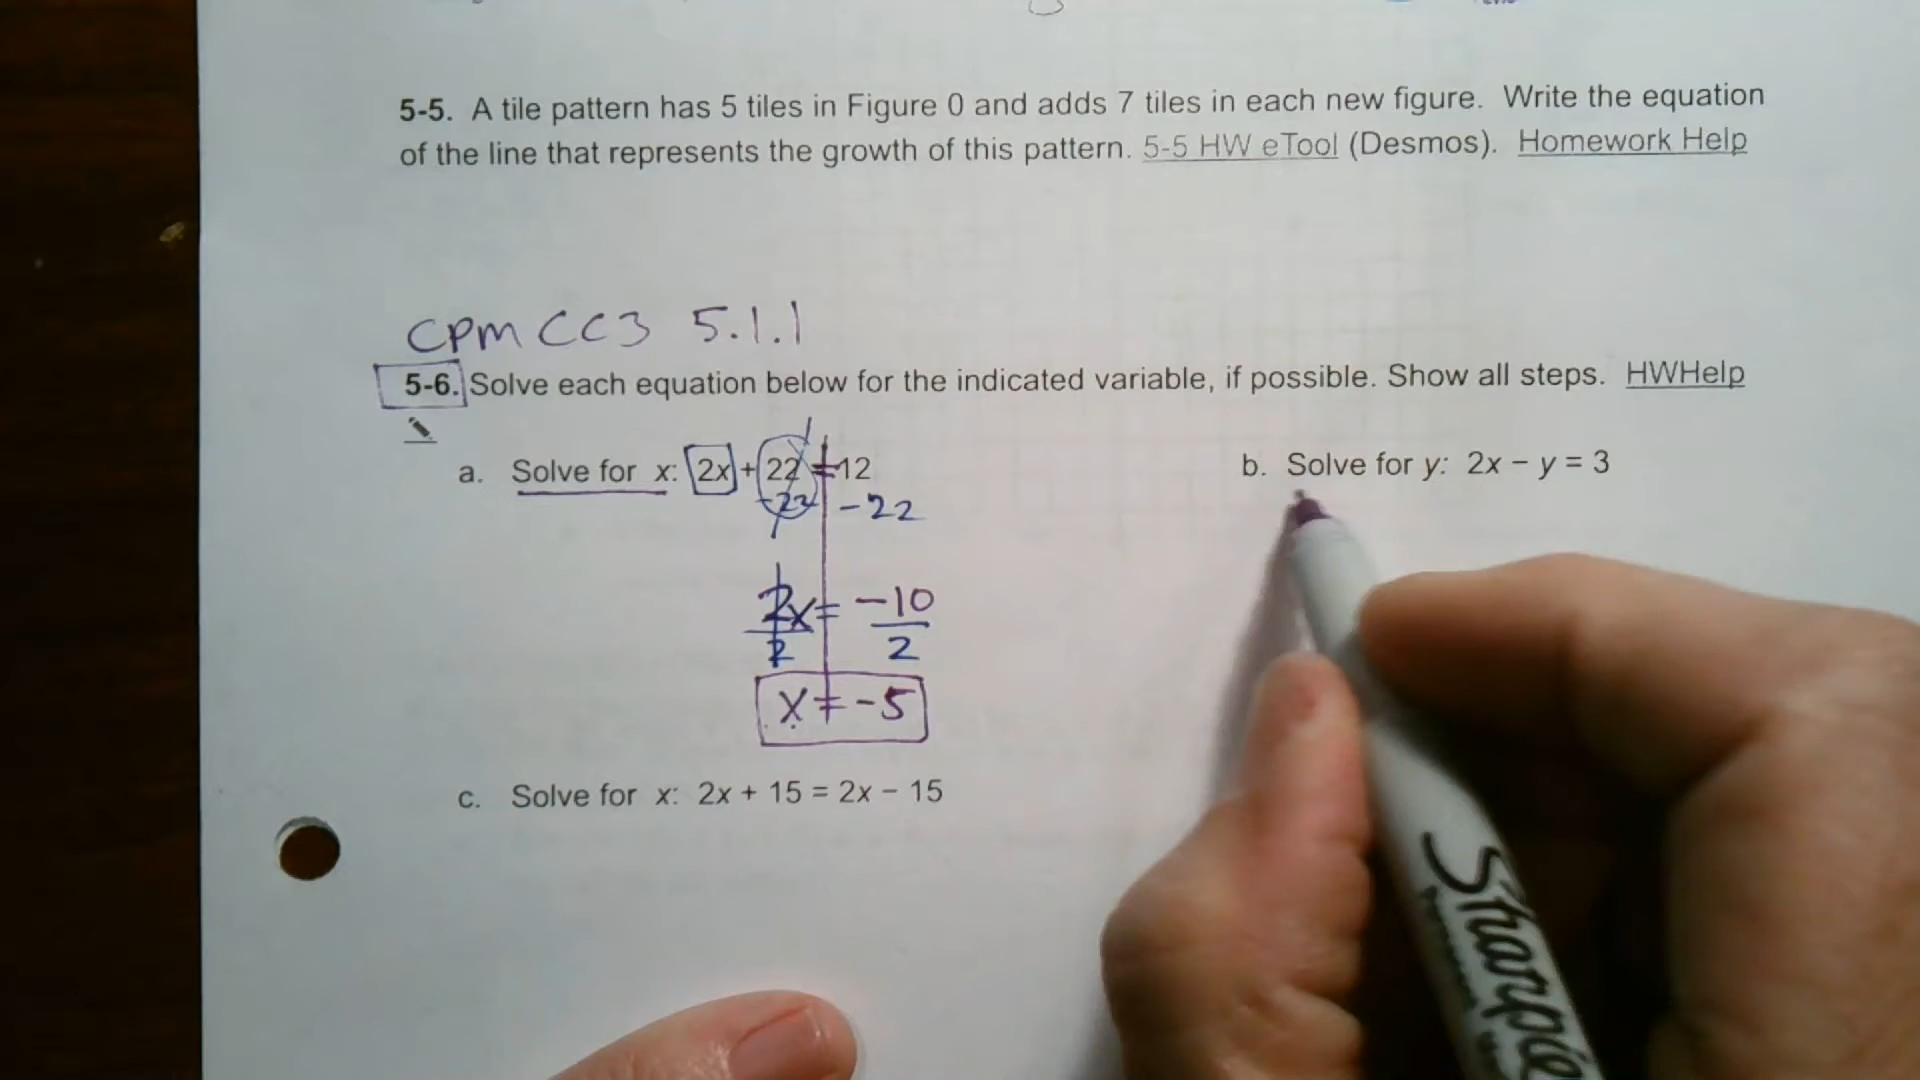 5-5. A tile pattern has 5 tiles in Figure 0 and adds 7 tiles in each new figure. Write the equation
of the line that represents the growth of this pattern. 5-5 HW eTool (Desmos). Homework Help
CPM CC3 5.1.1
5-6. Solve each equation below for the indicated variable, if possible. Show all steps. HWHelp
a. Solve for x: 2x + 22 = 12
-22 -22
2x = -10
2 2
x = -5
b. Solve for y: 2x − y = 3
c. Solve for x: 2x + 15 = 2x − 15
Sharpie